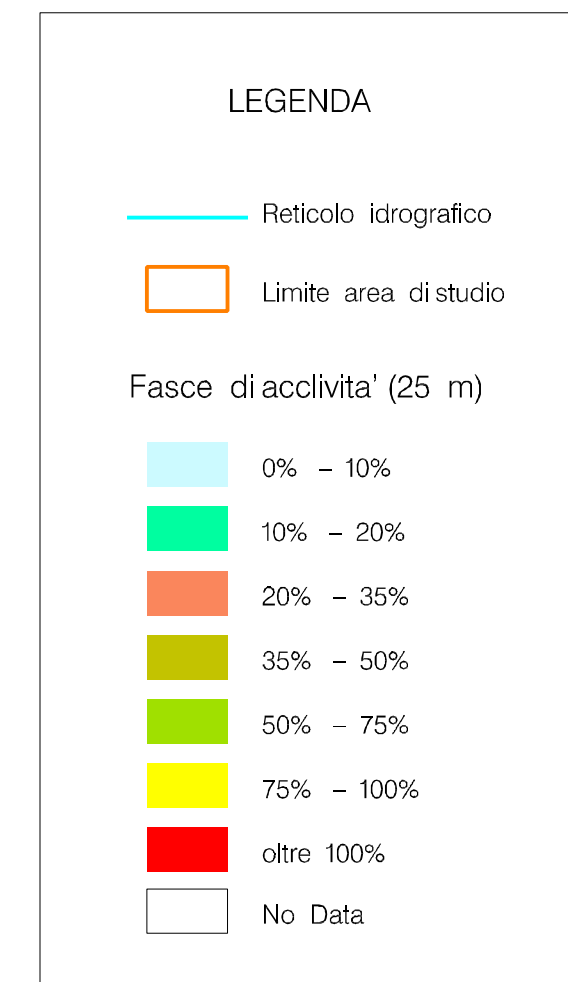 LEGENDA
Reticolo idrografico
Limite area di studio
Fasce di acclivita' (25 m)
0% – 10%
10% – 20%
20% – 35%
35% – 50%
50% – 75%
75% – 100%
oltre 100%
No Data